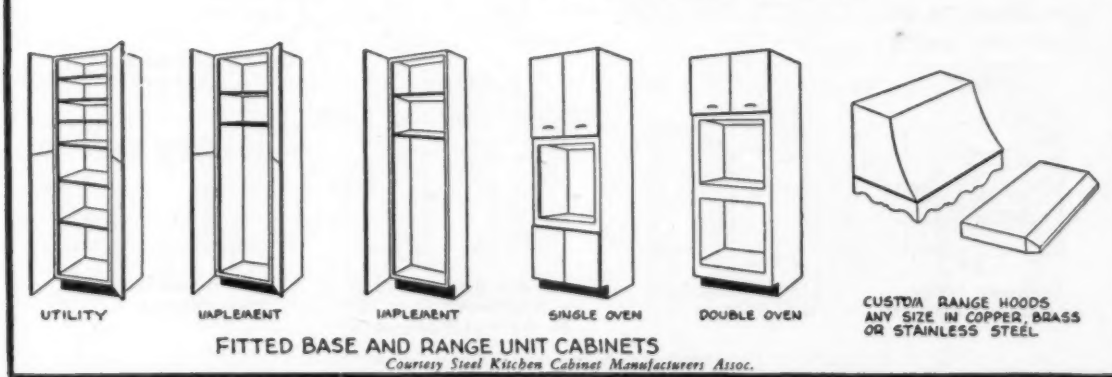 UTILITY
IMPLEMENT
IMPLEMENT
SINGLE OVEN
DOUBLE OVEN
CUSTOM RANGE HOODS
ANY SIZE IN COPPER, BRASS
OR STAINLESS STEEL
FITTED BASE AND RANGE UNIT CABINETS
Courtesy Steel Kitchen Cabinet Manufacturers Assoc.